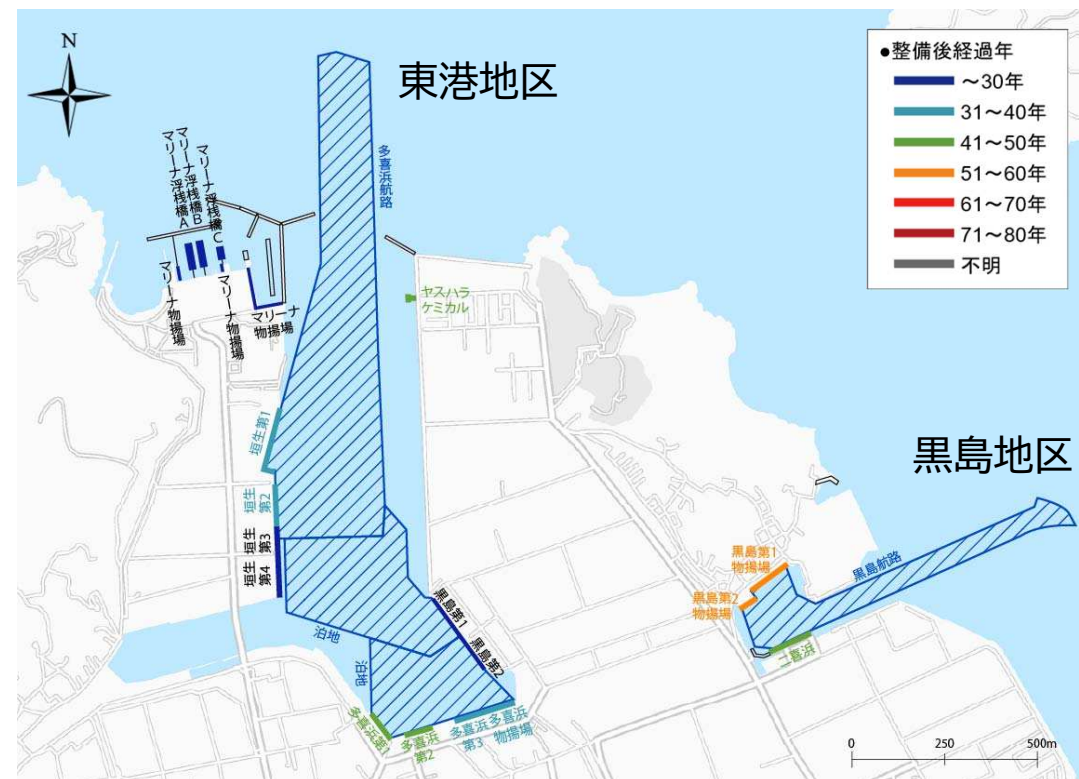 N
東港地区
黒島地区
●整備後経過年
～30年
31～40年
41～50年
51～60年
61～70年
71～80年
不明
マリーナ浮桟橋A
マリーナ浮桟橋B
マリーナ浮桟橋C
マリーナ物揚場
マリーナ物揚場
マリーナ
物揚場
多喜浜航路
ヤスハラ
ケミカル
垣生第1
垣生
第2
垣生
第3
垣生
第4
泊地
泊地
黒島第1
黒島第2
多喜浜第1
多喜浜
第2
多喜浜
第3
多喜浜
物揚場
黒島第1
物揚場
黒島第2
物揚場
黒島航路
二喜浜
0 250 500m